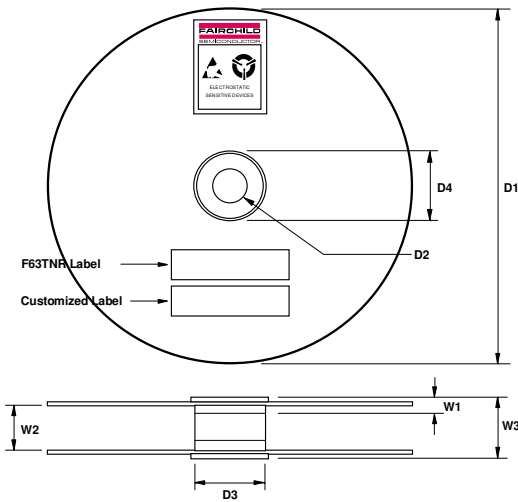 FAIRCHILD
SEMICONDUCTOR
ELECTROSTATIC
SENSITIVE DEVICES
D4
D1
D2
F63TNR Label
Customized Label
W1
W2
W3
D3